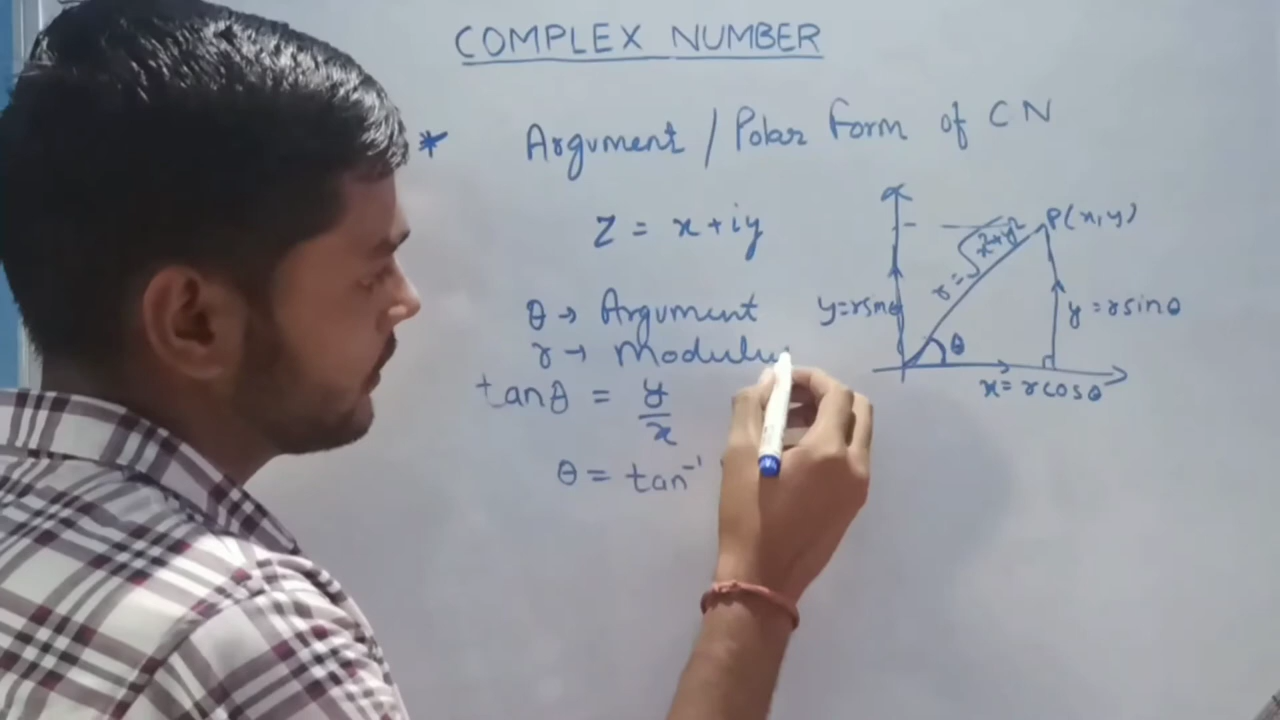 COMPLEX NUMBER
* Argument / Polar Form of CN
z = x + iy
θ → Argument
r → Modulu
tanθ = y/x
θ = tan⁻¹
P(x,y)
r = √x²+y²
y=rsinθ
y = rsinθ
θ
x = rcosθ